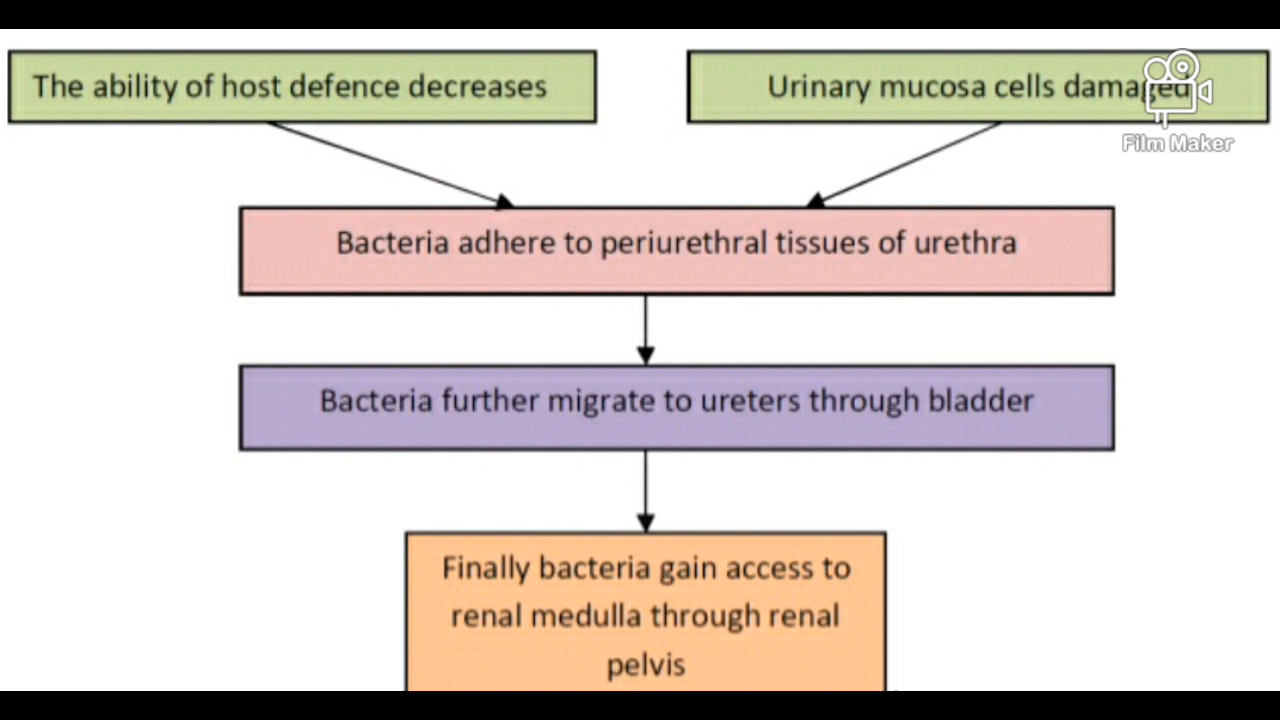 The ability of host defence decreases
Urinary mucosa cells damaged
Film Maker
Bacteria adhere to periurethral tissues of urethra
Bacteria further migrate to ureters through bladder
Finally bacteria gain access to
renal medulla through renal
pelvis